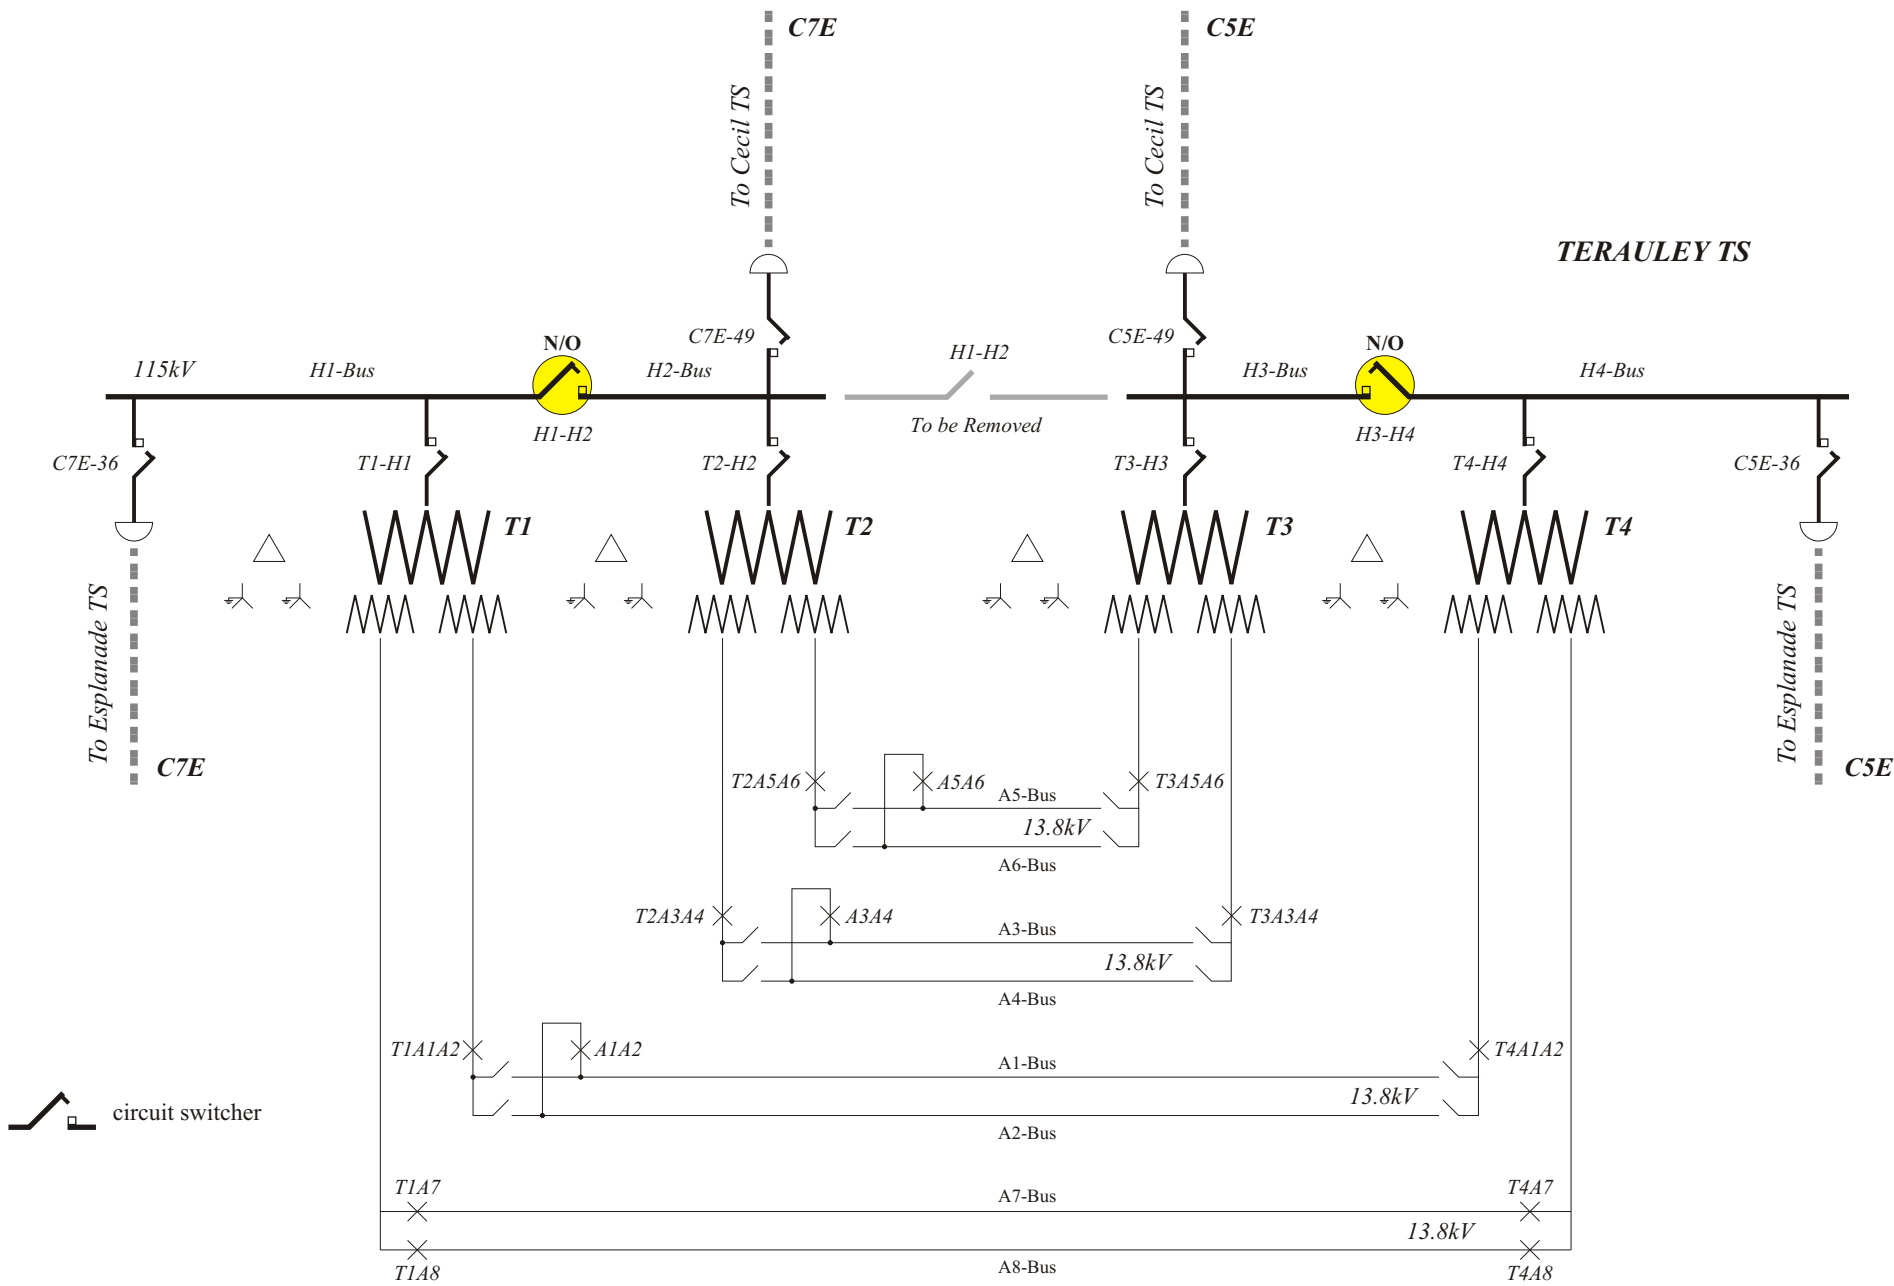 C7E
C5E
To Cecil TS
To Cecil TS
TERAULEY TS
C7E-49
C5E-49
N/O
H1-H2
N/O
115kV
H1-Bus
H2-Bus
H3-Bus
H4-Bus
H1-H2
To be Removed
H3-H4
C7E-36
T1-H1
T2-H2
T3-H3
T4-H4
C5E-36
T1
T2
T3
T4
To Esplanade TS
C7E
To Esplanade TS
C5E
T2A5A6
A5A6
A5-Bus
T3A5A6
13.8kV
A6-Bus
T2A3A4
A3A4
A3-Bus
T3A3A4
13.8kV
A4-Bus
T1A1A2
A1A2
A1-Bus
T4A1A2
13.8kV
A2-Bus
circuit switcher
T1A7
A7-Bus
T4A7
13.8kV
T1A8
A8-Bus
T4A8